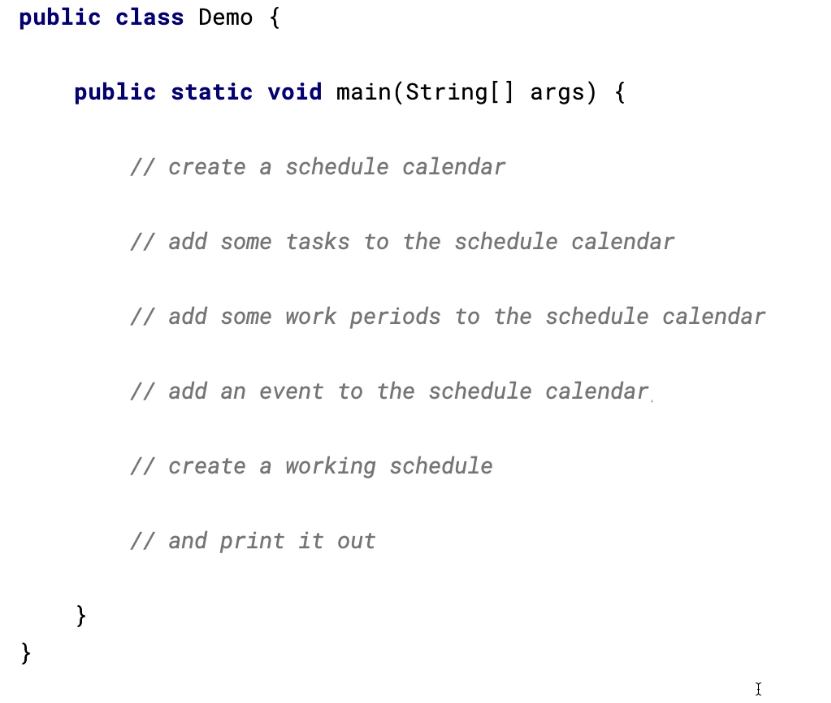 public class Demo {
public static void main(String[] args) {
// create a schedule calendar
// add some tasks to the schedule calendar
// add some work periods to the schedule calendar
// add an event to the schedule calendar
// create a working schedule
// and print it out
}
}